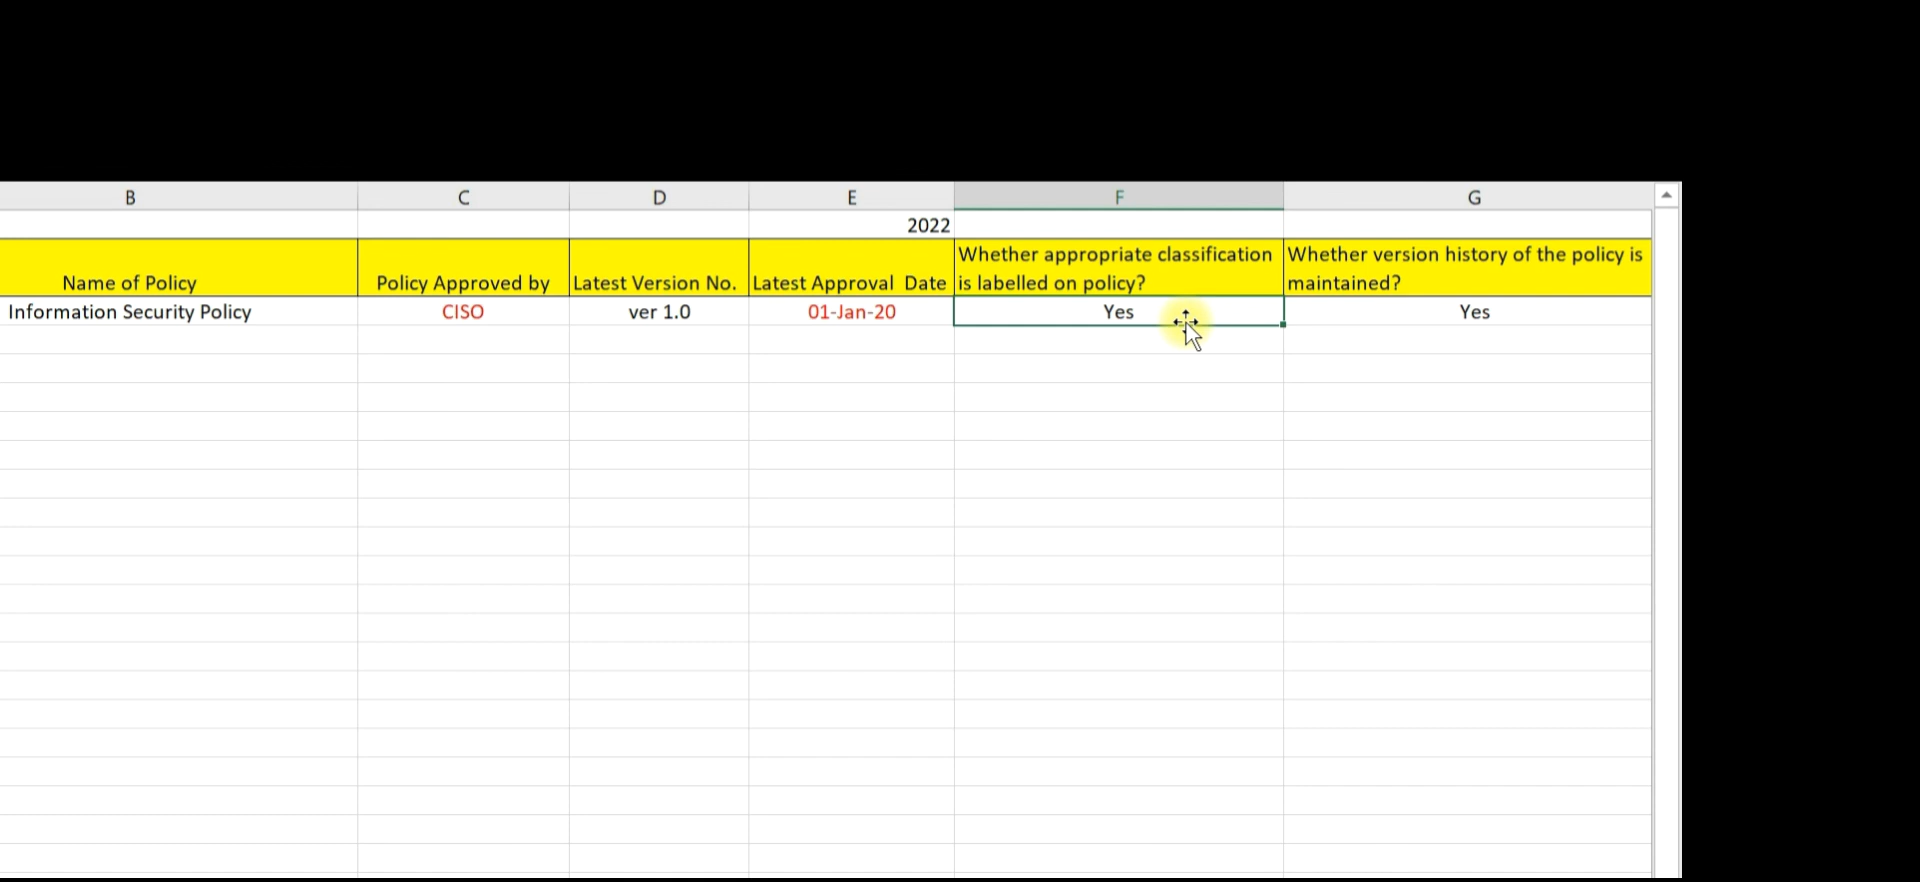 B C D E F G
2022
Name of Policy Policy Approved by Latest Version No. Latest Approval Date Whether appropriate classification is labelled on policy? Whether version history of the policy is maintained?
Information Security Policy CISO ver 1.0 01-Jan-20 Yes Yes